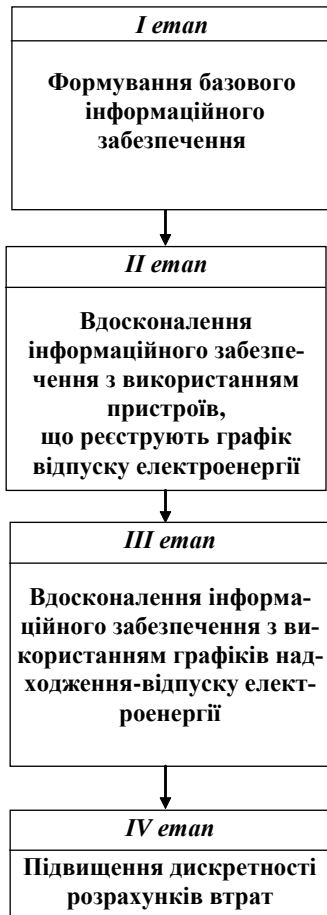 I етап
Формування базового
інформаційного
забезпечення
II етап
Вдосконалення
інформаційного забезпе-
чення з використанням
пристроїв,
що реєструють графік
відпуску електроенергії
III етап
Вдосконалення інформа-
ційного забезпечення з ви-
користанням графіків над-
ходження-відпуску елект-
роенергії
IV етап
Підвищення дискретності
розрахунків втрат